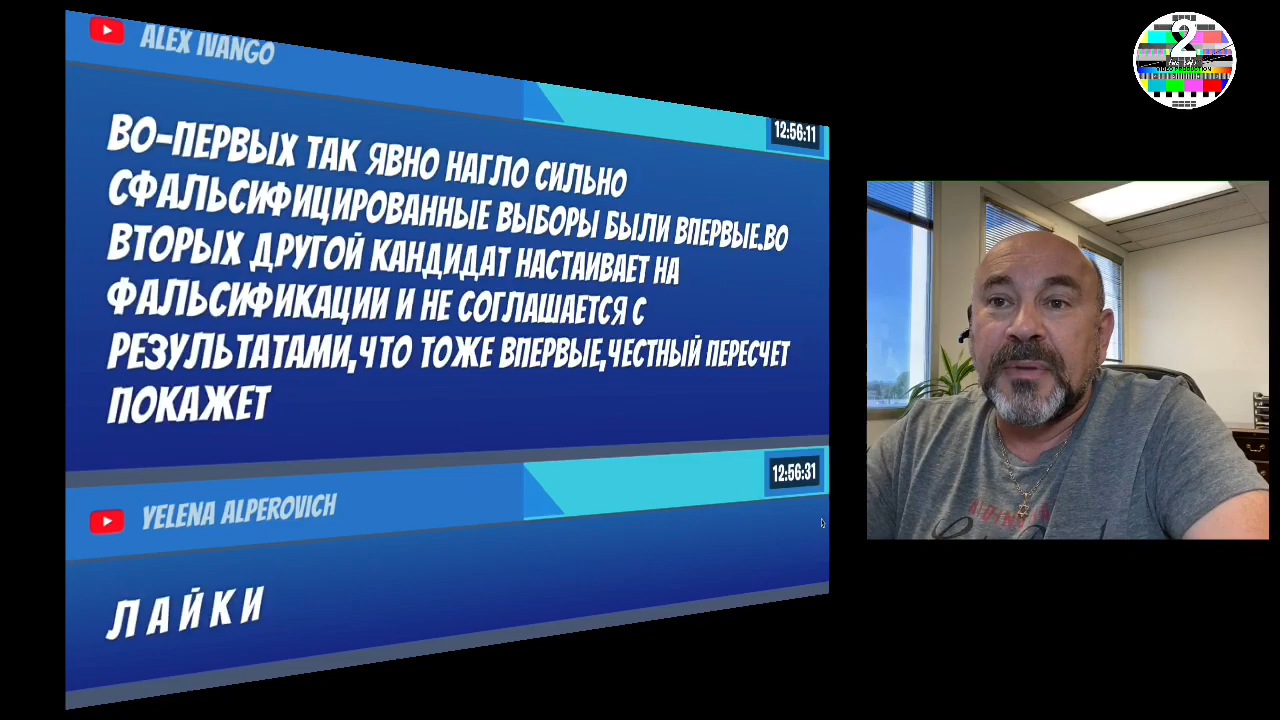 ALEX IVANGO
12:56:11
ВО-ПЕРВЫХ ТАК ЯВНО НАГЛО СИЛЬНО
СФАЛЬСИФИЦИРОВАННЫЕ ВЫБОРЫ БЫЛИ ВПЕРВЫЕ.ВО
ВТОРЫХ ДРУГОЙ КАНДИДАТ НАСТАИВАЕТ НА
ФАЛЬСИФИКАЦИИ И НЕ СОГЛАШАЕТСЯ С
РЕЗУЛЬТАТАМИ,ЧТО ТОЖЕ ВПЕРВЫЕ,ЧЕСТНЫЙ ПЕРЕСЧЕТ
ПОКАЖЕТ
YELENA ALPEROVICH
12:56:31
Л А Й К И
2